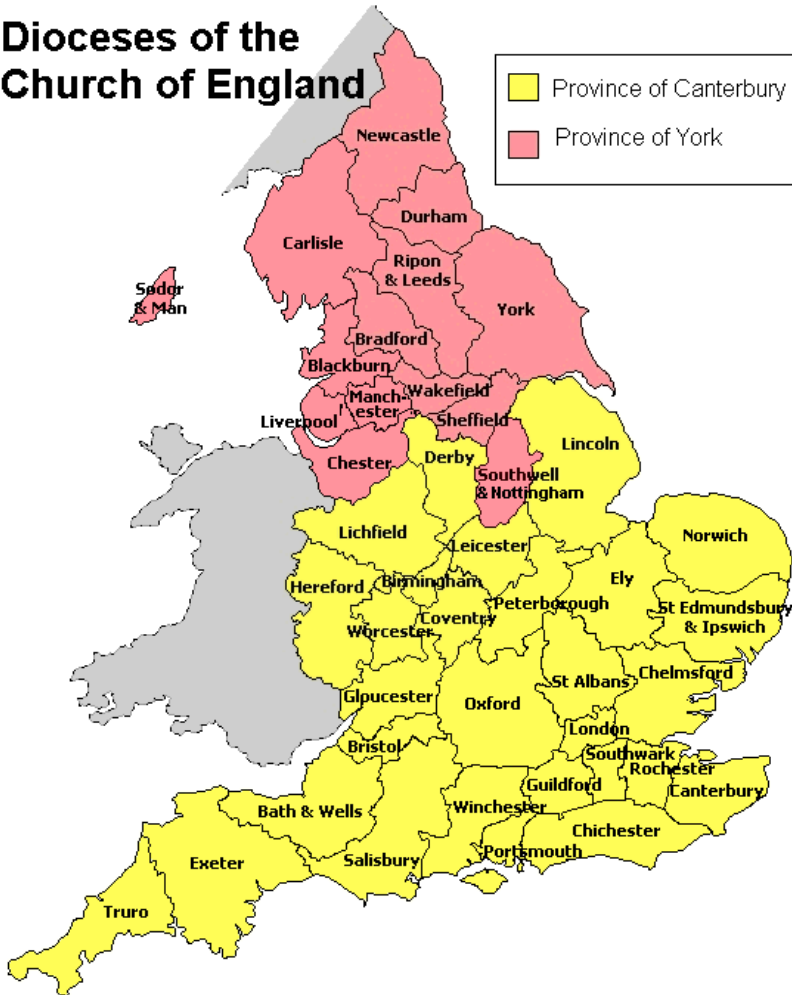 Dioceses of the
Church of England
Province of Canterbury
Province of York
Newcastle
Durham
Carlisle
Ripon
& Leeds
Sodor
& Man
York
Bradford
Blackburn
Wakefield
Manch-
ester
Liverpool
Sheffield
Lincoln
Derby
Chester
Southwell
& Nottingham
Lichfield
Norwich
Leicester
Birmingham
Hereford
Ely
Peterborough
St Edmundsbury
& Ipswich
Coventry
Worcester
Chelmsford
St Albans
Gloucester
Oxford
London
Bristol
Southwark
Rochester
Guildford
Canterbury
Winchester
Bath & Wells
Chichester
Portsmouth
Salisbury
Exeter
Truro